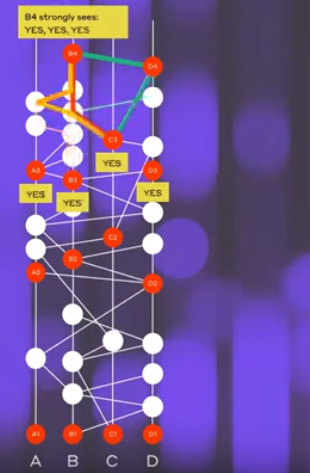 B4 strongly sees:
YES, YES, YES
B4
D4
C3
YES
A3
D3
B3
YES
YES
YES
C2
B2
A2
D2
A1
B1
C1
D1
A
B
C
D